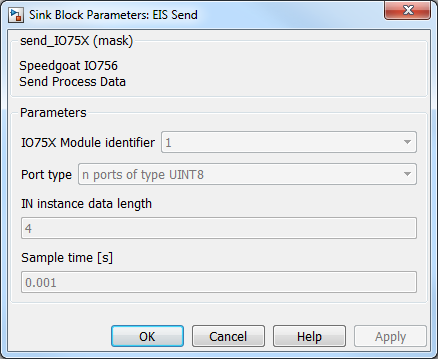 Sink Block Parameters: EIS Send
send_IO75X (mask)
Speedgoat IO756
Send Process Data
Parameters
IO75X Module identifier 1
Port type n ports of type UINT8
IN instance data length
4
Sample time [s]
0.001
OK Cancel Help Apply